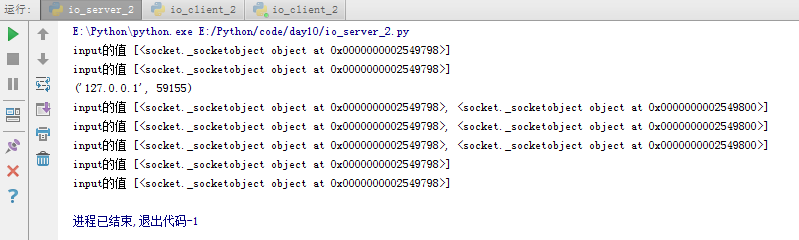 运行: io_server_2 io_client_2 io_client_2
E:\Python\python.exe E:/Python/code/day10/io_server_2.py
input的值 [<socket._socketobject object at 0x0000000002549798>]
input的值 [<socket._socketobject object at 0x0000000002549798>]
('127.0.0.1', 59155)
input的值 [<socket._socketobject object at 0x0000000002549798>, <socket._socketobject object at 0x0000000002549800>]
input的值 [<socket._socketobject object at 0x0000000002549798>, <socket._socketobject object at 0x0000000002549800>]
input的值 [<socket._socketobject object at 0x0000000002549798>, <socket._socketobject object at 0x0000000002549800>]
input的值 [<socket._socketobject object at 0x0000000002549798>]
input的值 [<socket._socketobject object at 0x0000000002549798>]
进程已结束,退出代码-1